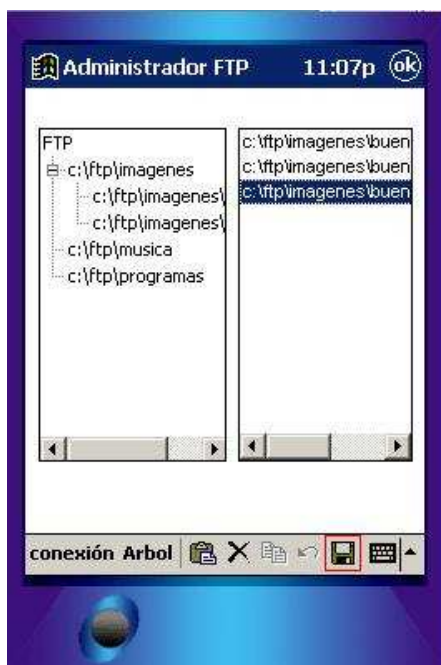 Administrador FTP 11:07p ok
FTP
c:\ftp\imagenes
c:\ftp\imagenes\
c:\ftp\imagenes\
c:\ftp\musica
c:\ftp\programas
c:\ftp\imagenes\buen
c:\ftp\imagenes\buen
c:\ftp\imagenes\buen
conexión Arbol